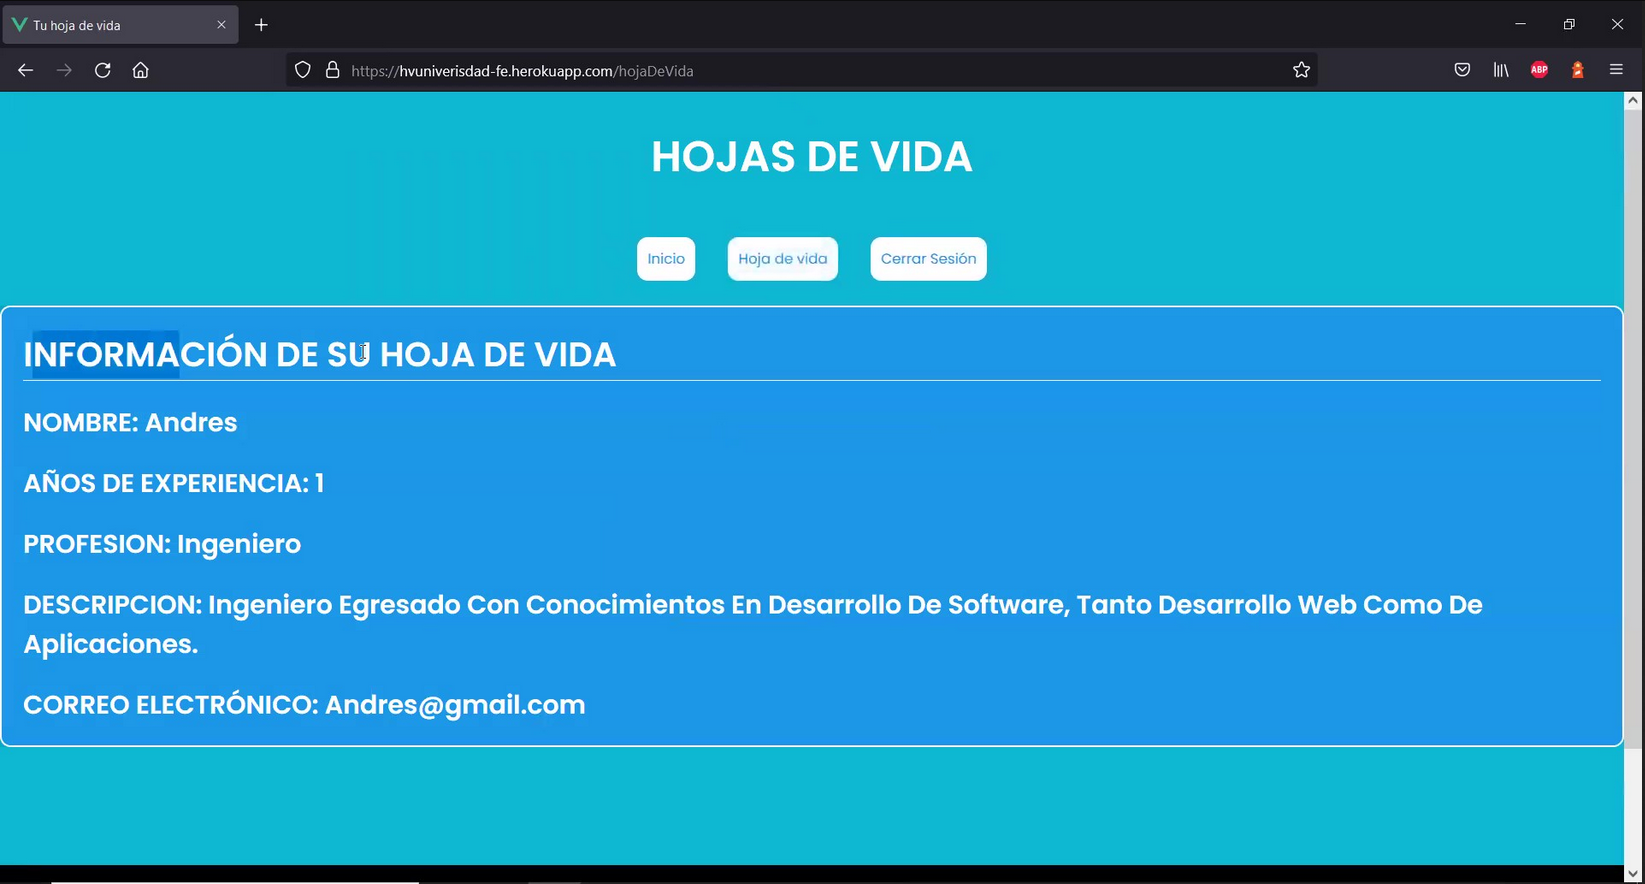 Tu hoja de vida
https://hvuniverisdad-fe.herokuapp.com/hojaDeVida
ABP
HOJAS DE VIDA
Inicio
Hoja de vida
Cerrar Sesión
INFORMACIÓN DE SU HOJA DE VIDA
NOMBRE: Andres
AÑOS DE EXPERIENCIA: 1
PROFESION: Ingeniero
DESCRIPCION: Ingeniero Egresado Con Conocimientos En Desarrollo De Software, Tanto Desarrollo Web Como De
Aplicaciones.
CORREO ELECTRÓNICO: Andres@gmail.com